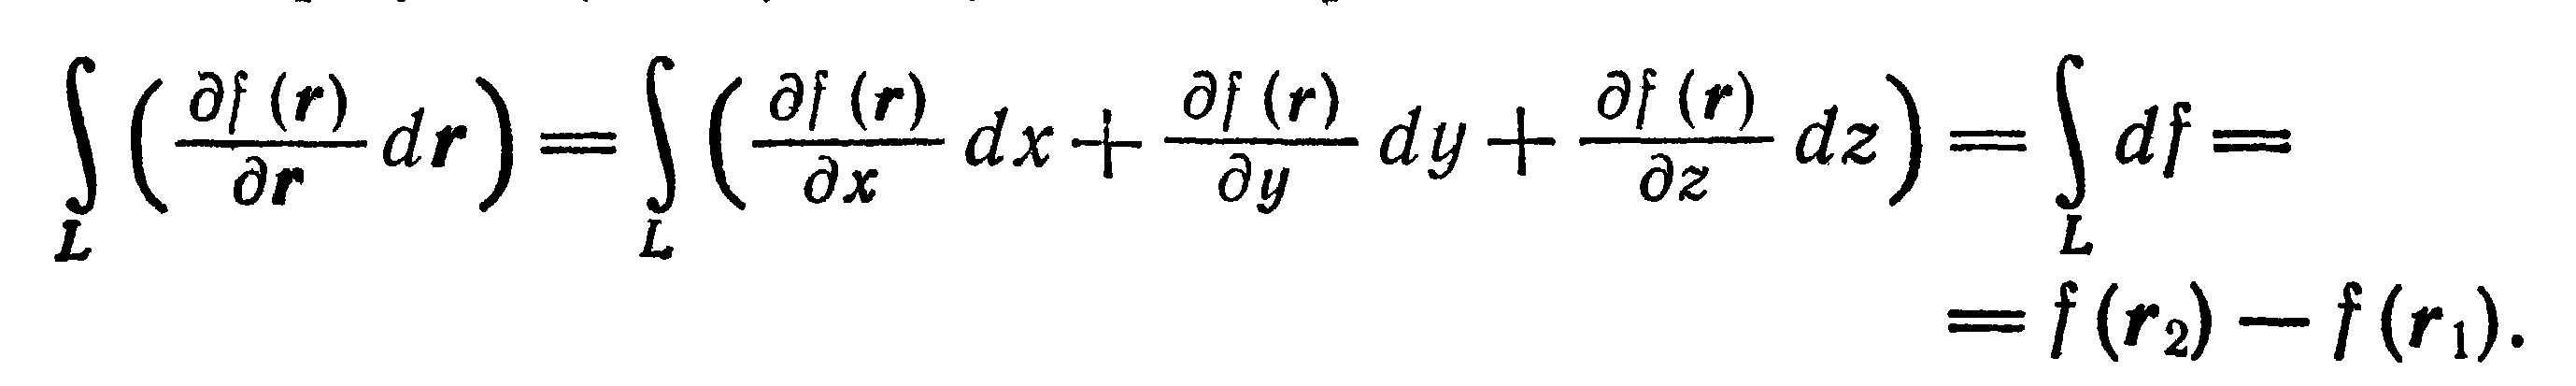 ∫_L (∂f(r)/∂r dr) = ∫_L (∂f(r)/∂x dx + ∂f(r)/∂y dy + ∂f(r)/∂z dz) = ∫_L df =
= f(r₂) — f(r₁).